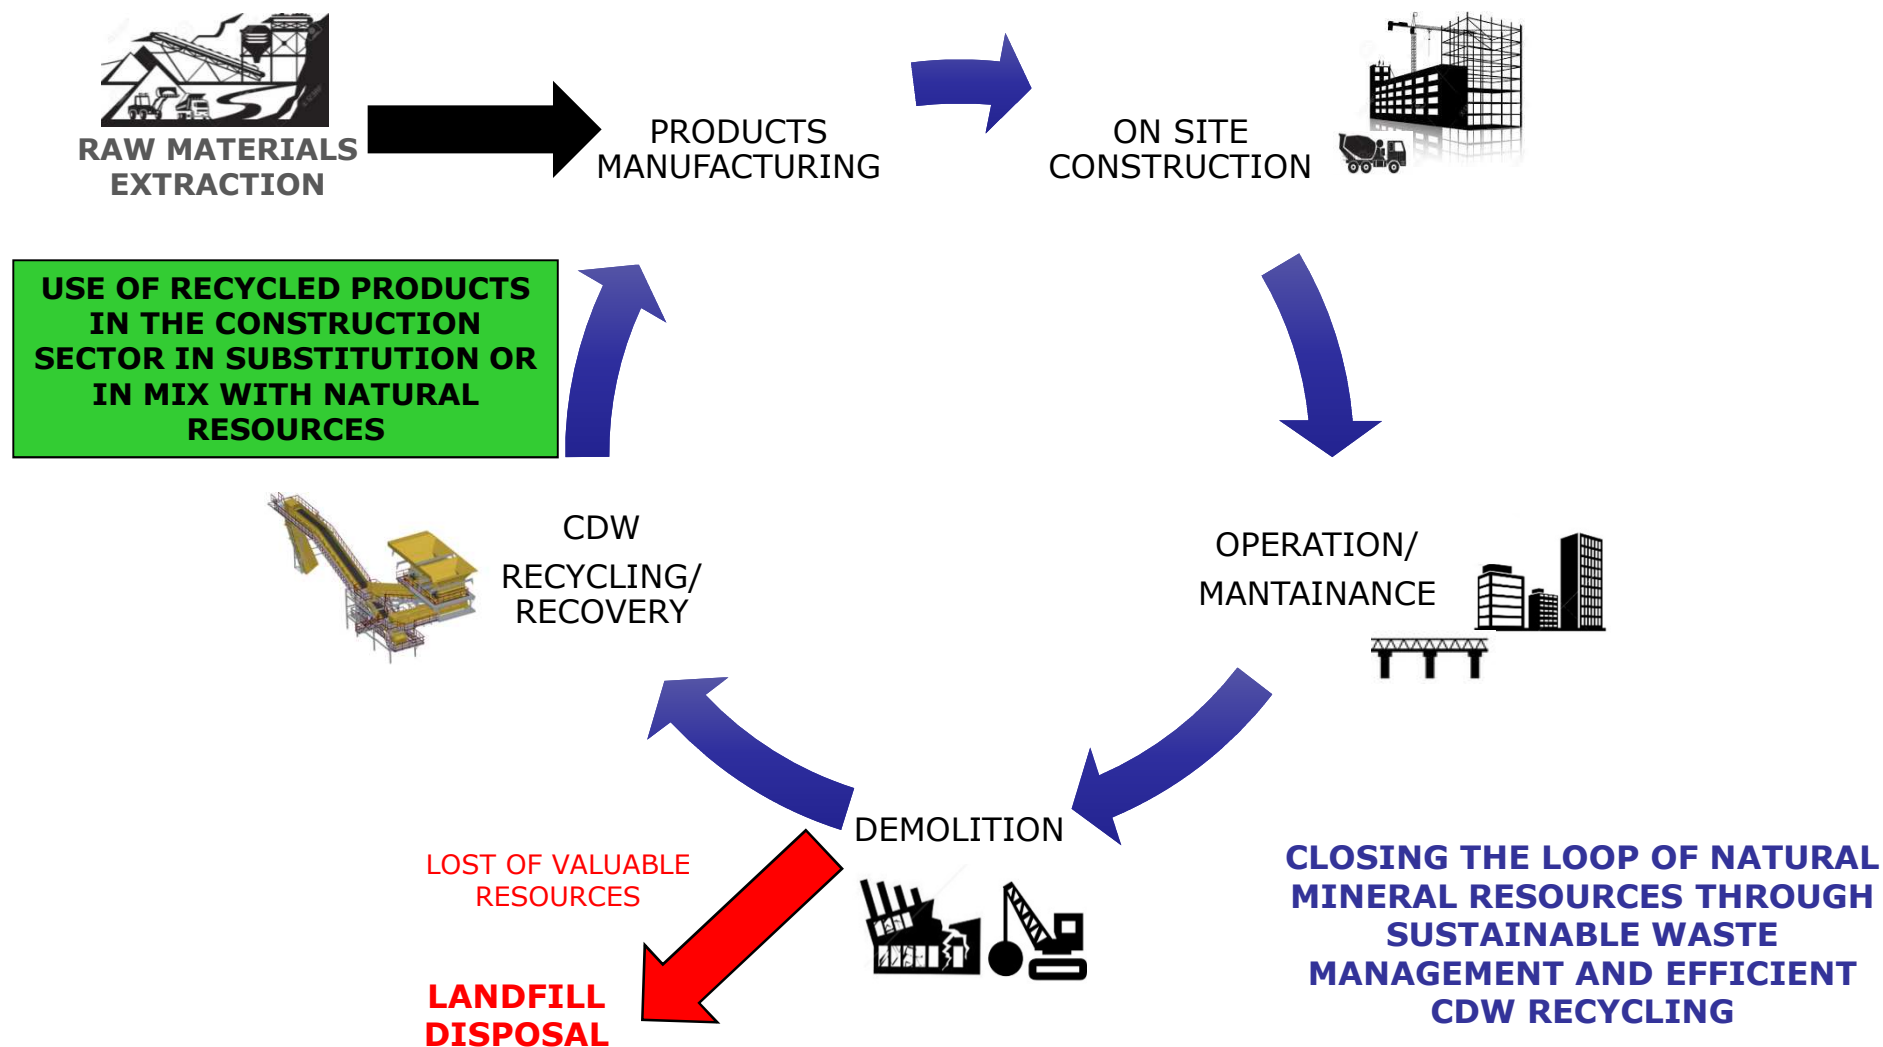 RAW MATERIALS
EXTRACTION
PRODUCTS
MANUFACTURING
ON SITE
CONSTRUCTION
USE OF RECYCLED PRODUCTS
IN THE CONSTRUCTION
SECTOR IN SUBSTITUTION OR
IN MIX WITH NATURAL
RESOURCES
CDW
RECYCLING/
RECOVERY
OPERATION/
MANTAINANCE
DEMOLITION
LOST OF VALUABLE
RESOURCES
LANDFILL
DISPOSAL
CLOSING THE LOOP OF NATURAL
MINERAL RESOURCES THROUGH
SUSTAINABLE WASTE
MANAGEMENT AND EFFICIENT
CDW RECYCLING